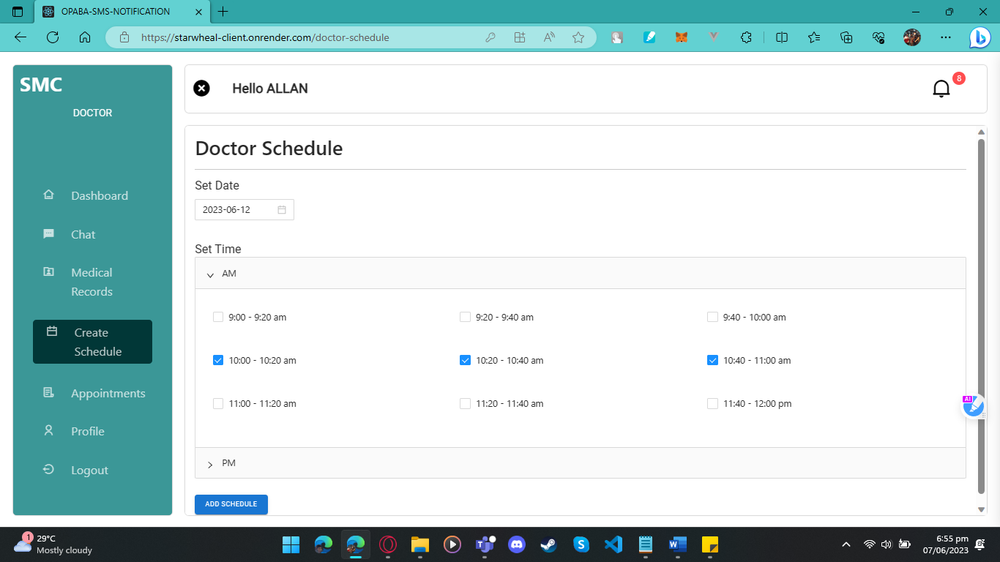 OPABA-SMS-NOTIFICATION
https://starwheal-client.onrender.com/doctor-schedule
SMC
DOCTOR
Dashboard
Chat
Medical
Records
Create
Schedule
Appointments
Profile
Logout
Hello ALLAN
8
Doctor Schedule
Set Date
2023-06-12
Set Time
AM
9:00 - 9:20 am
9:20 - 9:40 am
9:40 - 10:00 am
10:00 - 10:20 am
10:20 - 10:40 am
10:40 - 11:00 am
11:00 - 11:20 am
11:20 - 11:40 am
11:40 - 12:00 pm
AI
PM
ADD SCHEDULE
1
29°C
Mostly cloudy
6:55 pm
07/06/2023